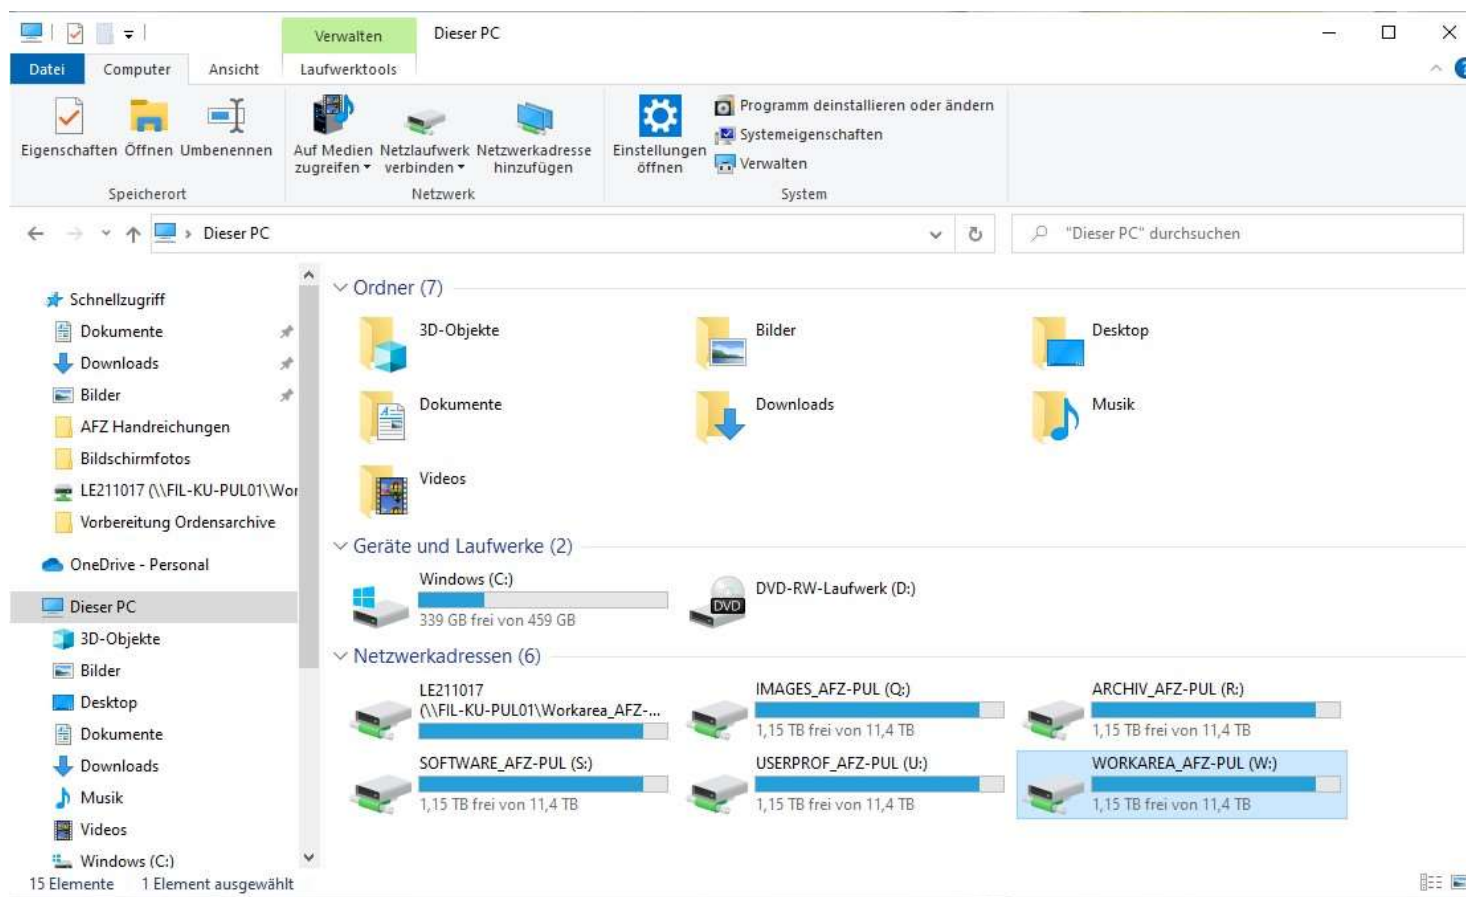 Verwalten
Dieser PC
Datei
Computer
Ansicht
Laufwerktools
Eigenschaften
Öffnen
Umbenennen
Auf Medien
zugreifen
Netzlaufwerk
verbinden
Netzwerkadresse
hinzufügen
Einstellungen
öffnen
Programm deinstallieren oder ändern
Systemeigenschaften
Verwalten
Speicherort
Netzwerk
System
Dieser PC
"Dieser PC" durchsuchen
Schnellzugriff
Dokumente
Downloads
Bilder
AFZ Handreichungen
Bildschirmfotos
LE211017 (\\FIL-KU-PUL01\Wor
Vorbereitung Ordensarchive
OneDrive - Personal
Dieser PC
3D-Objekte
Bilder
Desktop
Dokumente
Downloads
Musik
Videos
Windows (C:)
Ordner (7)
3D-Objekte
Bilder
Desktop
Dokumente
Downloads
Musik
Videos
Geräte und Laufwerke (2)
Windows (C:)
339 GB frei von 459 GB
DVD
DVD-RW-Laufwerk (D:)
Netzwerkadressen (6)
LE211017
(\\FIL-KU-PUL01\Workarea_AFZ-...
IMAGES_AFZ-PUL (Q:)
1,15 TB frei von 11,4 TB
ARCHIV_AFZ-PUL (R:)
1,15 TB frei von 11,4 TB
SOFTWARE_AFZ-PUL (S:)
1,15 TB frei von 11,4 TB
USERPROF_AFZ-PUL (U:)
1,15 TB frei von 11,4 TB
WORKAREA_AFZ-PUL (W:)
1,15 TB frei von 11,4 TB
15 Elemente
1 Element ausgewählt